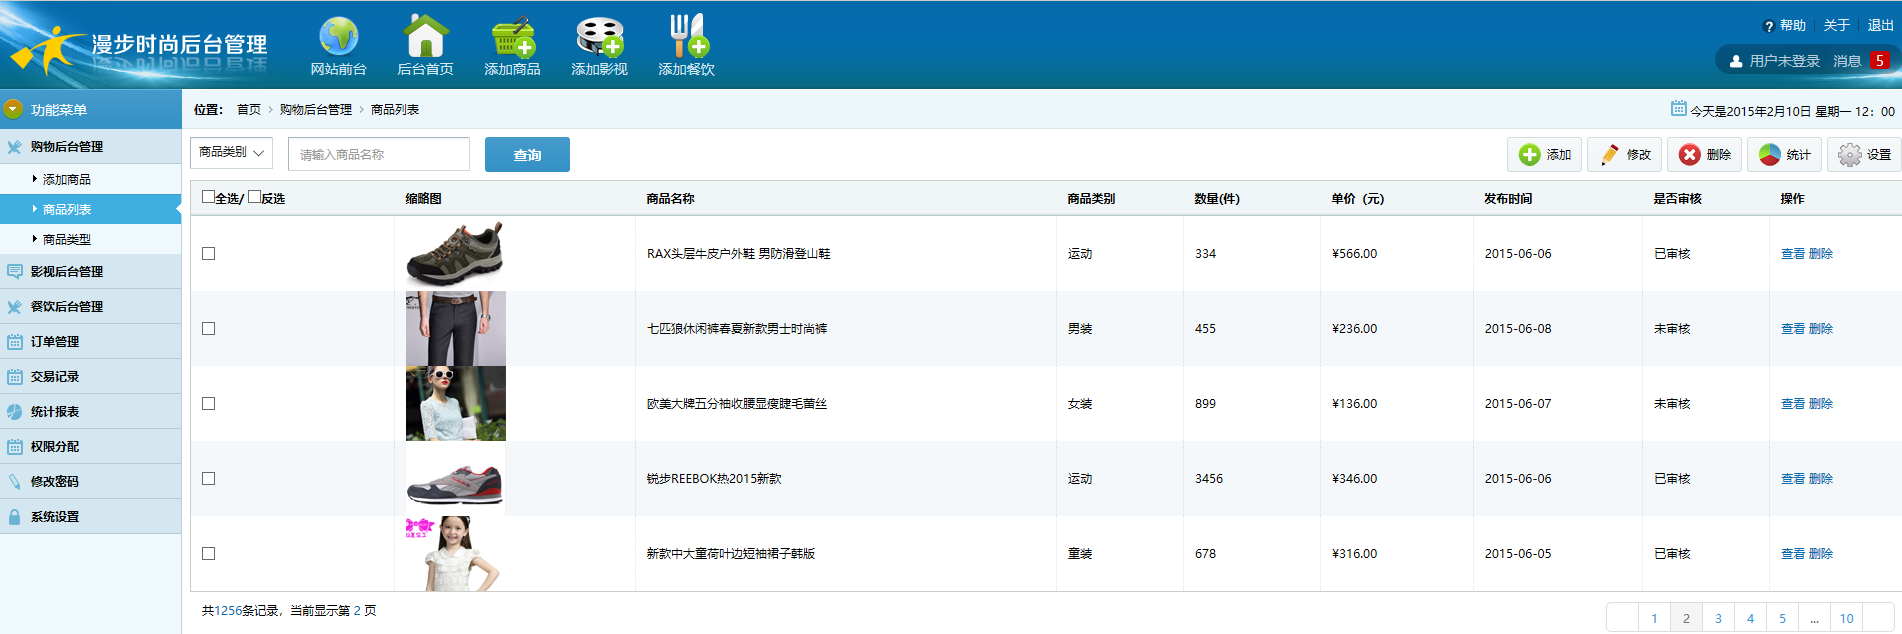 漫步时尚后台管理
网站前台 后台首页 添加商品 添加影视 添加餐饮
? 帮助 关于 退出
用户未登录 消息 5
功能菜单
位置： 首页 › 购物后台管理 › 商品列表
今天是2015年2月10日 星期一 12：00
购物后台管理
添加商品
商品列表
商品类型
影视后台管理
餐饮后台管理
订单管理
交易记录
统计报表
权限分配
修改密码
系统设置
商品类别 请输入商品名称 查询
添加 修改 删除 统计 设置
全选/ 反选 缩略图 商品名称 商品类别 数量(件) 单价（元） 发布时间 是否审核 操作
RAX头层牛皮户外鞋 男防滑登山鞋 运动 334 ¥566.00 2015-06-06 已审核 查看 删除
七匹狼休闲裤春夏新款男士时尚裤 男装 455 ¥236.00 2015-06-08 未审核 查看 删除
欧美大牌五分袖收腰显瘦睫毛蕾丝 女装 899 ¥136.00 2015-06-07 未审核 查看 删除
锐步REEBOK热2015新款 运动 3456 ¥346.00 2015-06-06 已审核 查看 删除
新款中大童荷叶边短袖裙子韩版 童装 678 ¥316.00 2015-06-05 已审核 查看 删除
共1256条记录，当前显示第 2 页
1 2 3 4 5 ... 10